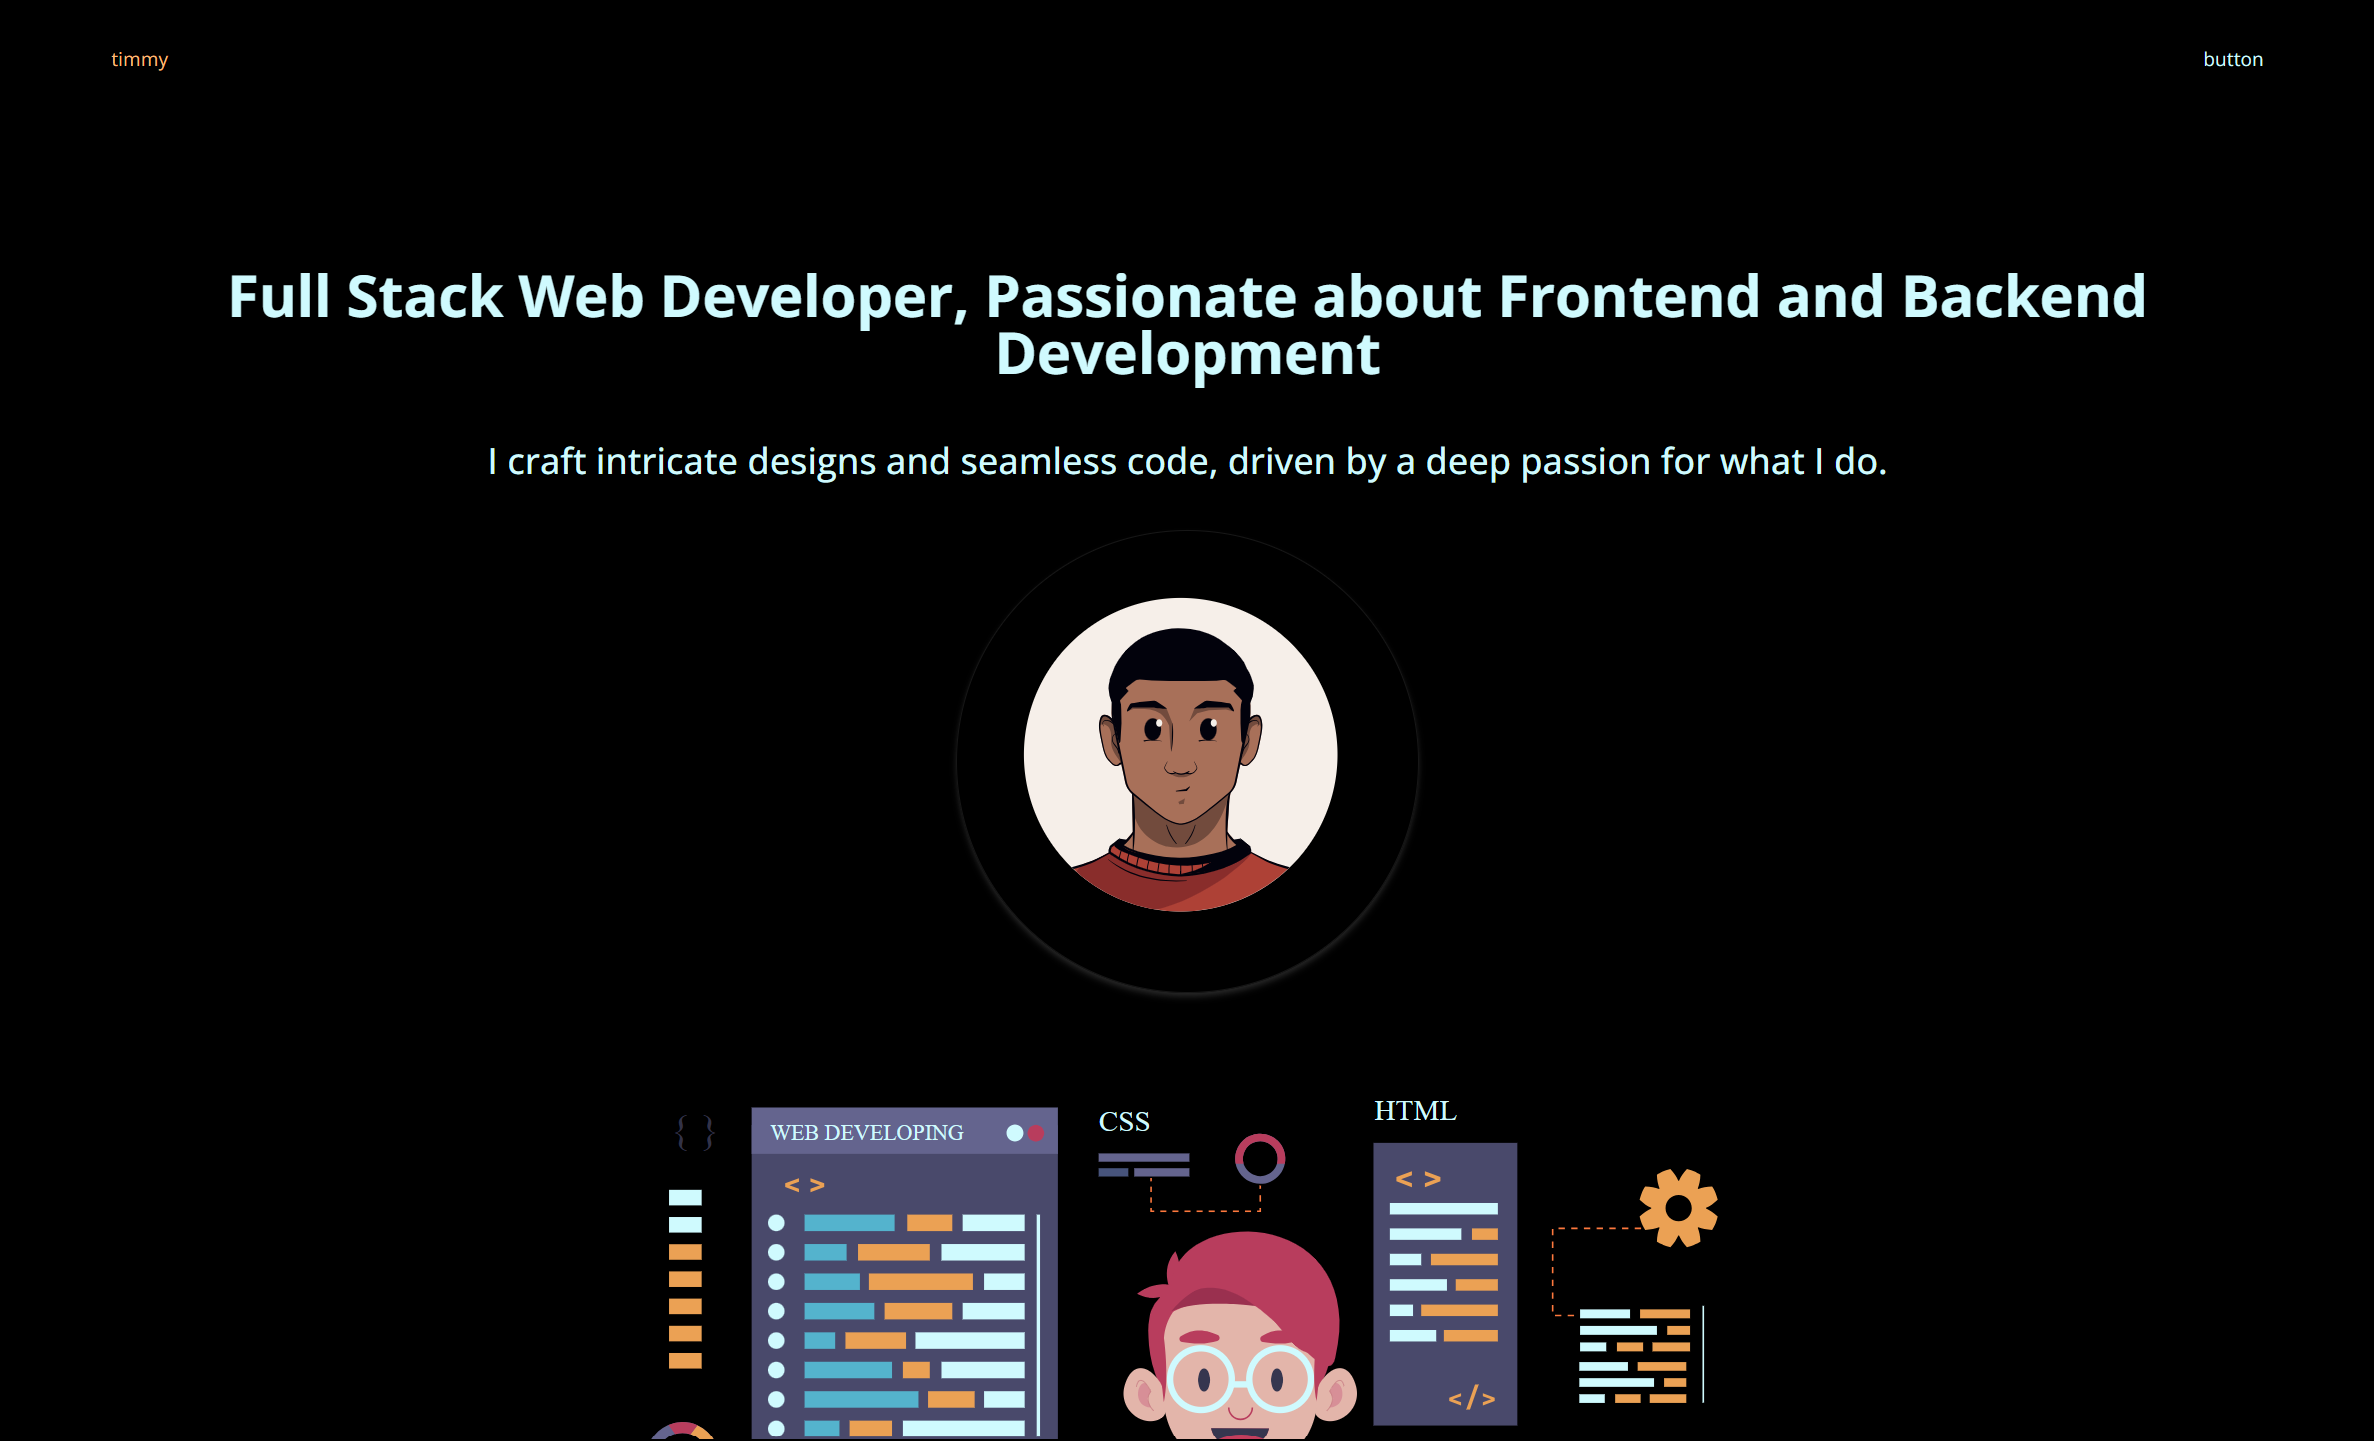 timmy
button
Full Stack Web Developer, Passionate about Frontend and Backend
Development
I craft intricate designs and seamless code, driven by a deep passion for what I do.
{ }
WEB DEVELOPING
CSS
HTML
< >
< >
</>